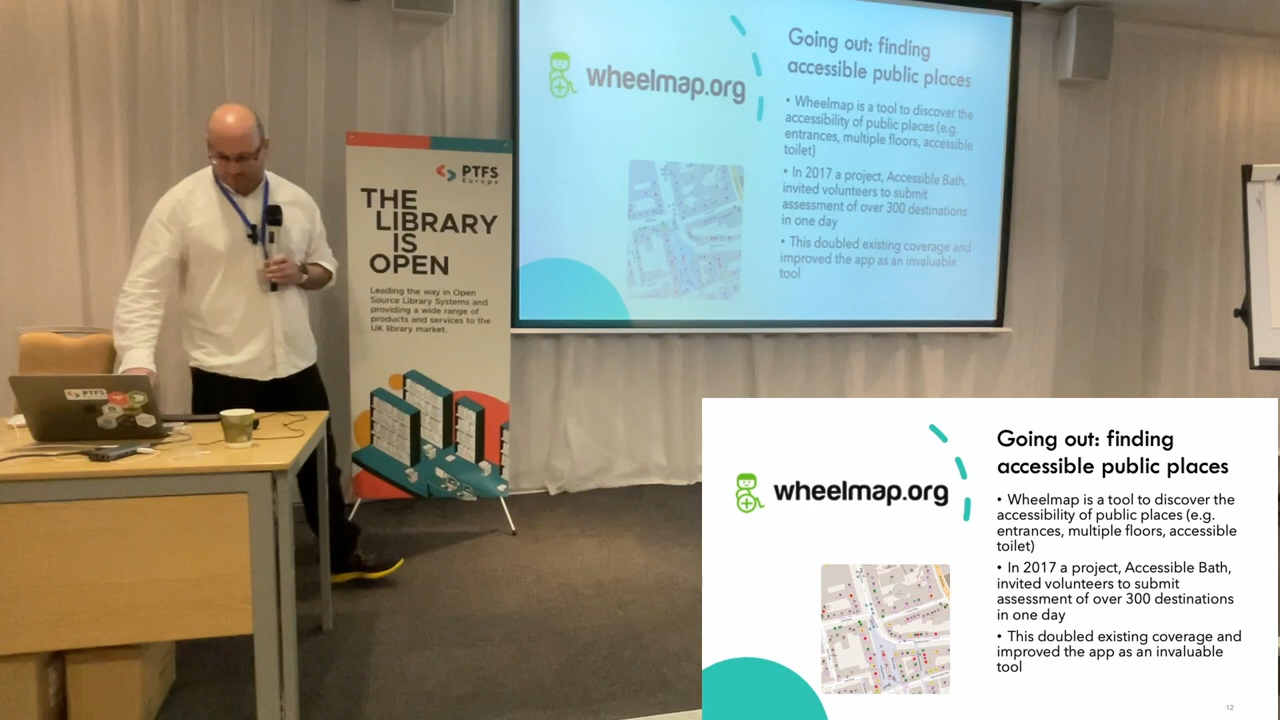 PTFS
Europe
THE
LIBRARY
IS
OPEN
Leading the way in Open
Source Library Systems and
providing a wide range of
products and services to the
UK library market.
PTFS
wheelmap.org
Going out: finding
accessible public places
• Wheelmap is a tool to discover the
accessibility of public places (e.g.
entrances, multiple floors, accessible
toilet)
• In 2017 a project, Accessible Bath,
invited volunteers to submit
assessment of over 300 destinations
in one day
• This doubled existing coverage and
improved the app as an invaluable
tool
wheelmap.org
Going out: finding
accessible public places
• Wheelmap is a tool to discover the
accessibility of public places (e.g.
entrances, multiple floors, accessible
toilet)
• In 2017 a project, Accessible Bath,
invited volunteers to submit
assessment of over 300 destinations
in one day
• This doubled existing coverage and
improved the app as an invaluable
tool
12